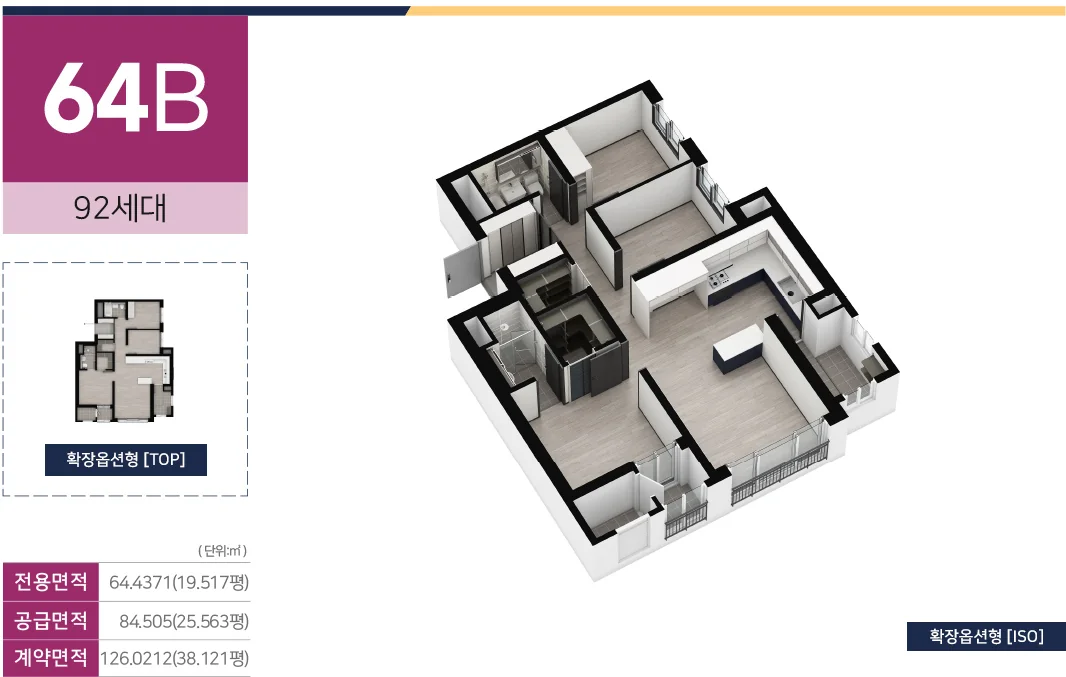 64B
92세대
확장옵션형 [TOP]
(단위:㎡)
전용면적 64.4371(19.517평)
공급면적 84.505(25.563평)
계약면적 126.0212(38.121평)
확장옵션형 [ISO]